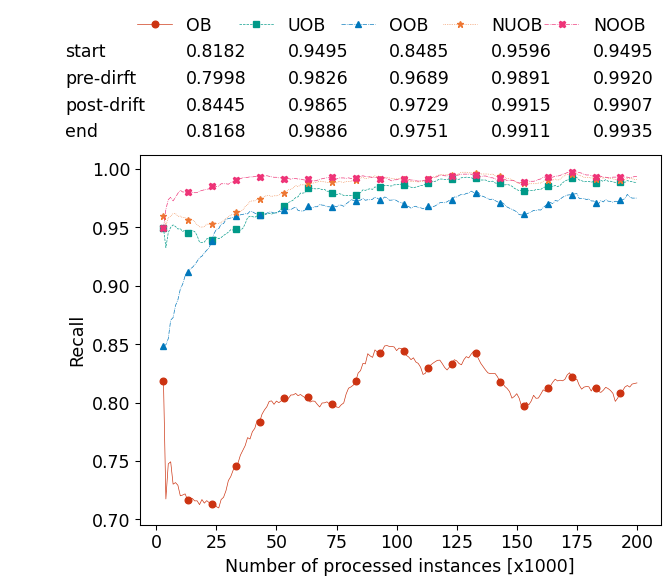 OB UOB OOB NUOB NOOB
start 0.8182 0.9495 0.8485 0.9596 0.9495
pre-dirft 0.7998 0.9826 0.9689 0.9891 0.9920
post-drift 0.8445 0.9865 0.9729 0.9915 0.9907
end 0.8168 0.9886 0.9751 0.9911 0.9935
1.00
0.95
0.90
0.85
0.80
0.75
0.70
Recall
0 25 50 75 100 125 150 175 200
Number of processed instances [x1000]